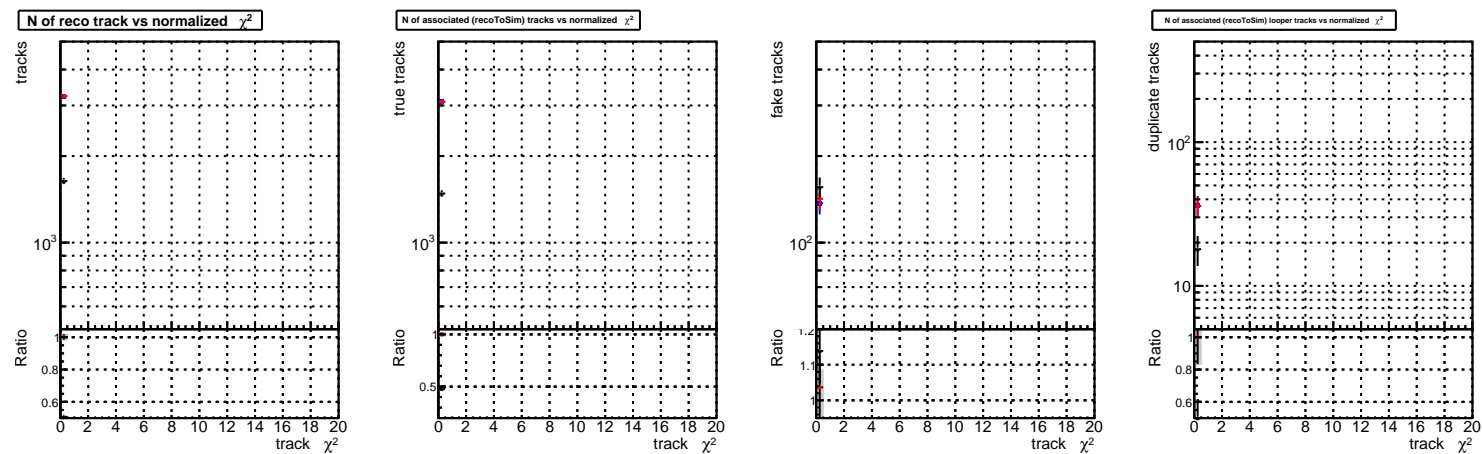 N of reco track vs normalized χ²
tracks
10³
Ratio
1
0.8
0.6
0 2 4 6 8 10 12 14 16 18 20
track χ²
N of associated (recoToSim) tracks vs normalized χ²
true tracks
10³
Ratio
1
0.5
0 2 4 6 8 10 12 14 16 18 20
track χ²
fake tracks
10²
Ratio
1.2
1.1
1
0 2 4 6 8 10 12 14 16 18 20
track χ²
N of associated (recoToSim) looper tracks vs normalized χ²
duplicate tracks
10²
10
Ratio
1
0.8
0.6
0 2 4 6 8 10 12 14 16 18 20
track χ²